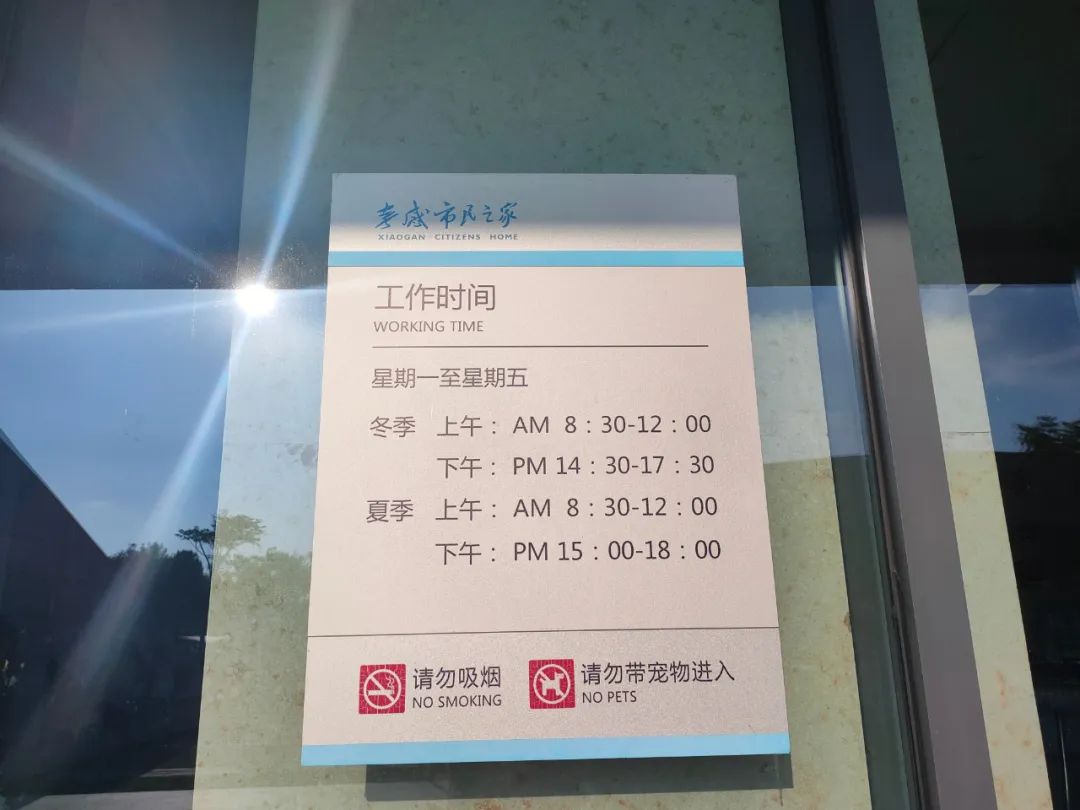 孝感市民之家
XIAOGAN CITIZENS HOME
工作时间
WORKING TIME
星期一至星期五
冬季 上午： AM 8：30-12：00
下午： PM 14：30-17：30
夏季 上午： AM 8：30-12：00
下午： PM 15：00-18：00
请勿吸烟
NO SMOKING
请勿带宠物进入
NO PETS